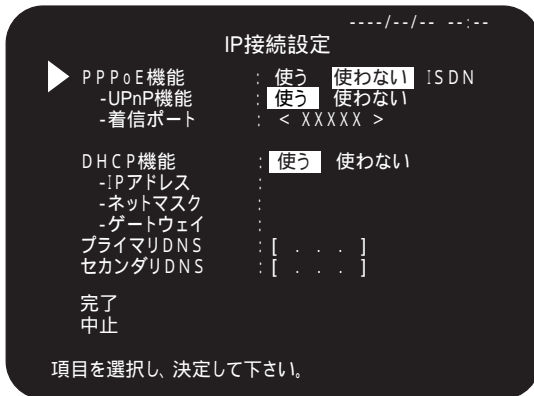 ----/--/-- --:--
IP接続設定
PPPoE機能 : 使う 使わない ISDN
-UPnP機能 : 使う 使わない
-着信ポート : < XXXXX >
DHCP機能 : 使う 使わない
-IPアドレス :
-ネットマスク :
-ゲートウェイ :
プライマリDNS : [ . . . ]
セカンダリDNS : [ . . . ]
完了
中止
項目を選択し、決定して下さい。